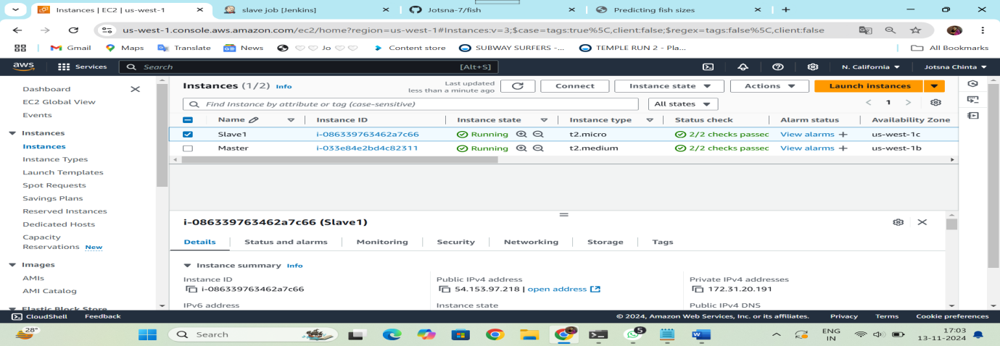 Instances | EC2 | us-west-1
slave job [Jenkins]
Jotsna-7/fish
Predicting fish sizes
us-west-1.console.aws.amazon.com/ec2/home?region=us-west-1#Instances:v=3;$case=tags:true%5C,client:false;$regex=tags:false%5C,client:false
Gmail
Maps
Translate
News
Jo
Content store
SUBWAY SURFERS -...
TEMPLE RUN 2 - Pla...
All Bookmarks
aws
Services
Search
[Alt+S]
N. California
Jotsna Chinta
Dashboard
EC2 Global View
Events
Instances
Instances
Instance Types
Launch Templates
Spot Requests
Savings Plans
Reserved Instances
Dedicated Hosts
Capacity
Reservations New
Images
AMIs
AMI Catalog
Elastic Block Store
Instances (1/2) Info
Last updated
less than a minute ago
Connect
Instance state
Actions
Launch instances
Find Instance by attribute or tag (case-sensitive)
All states
1
Name Instance ID Instance state Instance type Status check Alarm status Availability Zone
Slave1 i-086339763462a7c66 Running t2.micro 2/2 checks passec View alarms + us-west-1c
Master i-033e84e2bd4c82311 Running t2.medium 2/2 checks passec View alarms + us-west-1b
i-086339763462a7c66 (Slave1)
Details Status and alarms Monitoring Security Networking Storage Tags
Instance summary Info
Instance ID Public IPv4 address Private IPv4 addresses
i-086339763462a7c66 54.153.97.218 | open address 172.31.20.191
IPv6 address Instance state Public IPv4 DNS
CloudShell Feedback © 2024, Amazon Web Services, Inc. or its affiliates. Privacy Terms Cookie preferences
28°
Search
5
ENG
IN
17:03
13-11-2024